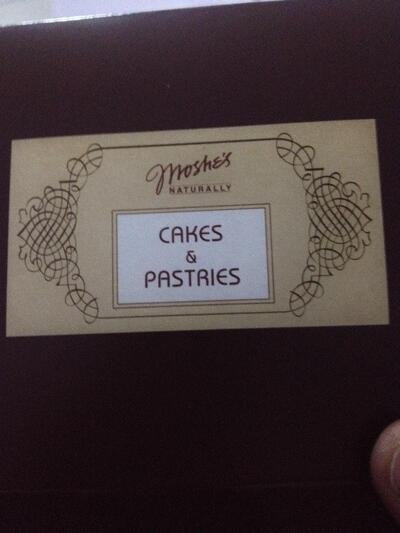 Moshe's
NATURALLY
CAKES
&
PASTRIES